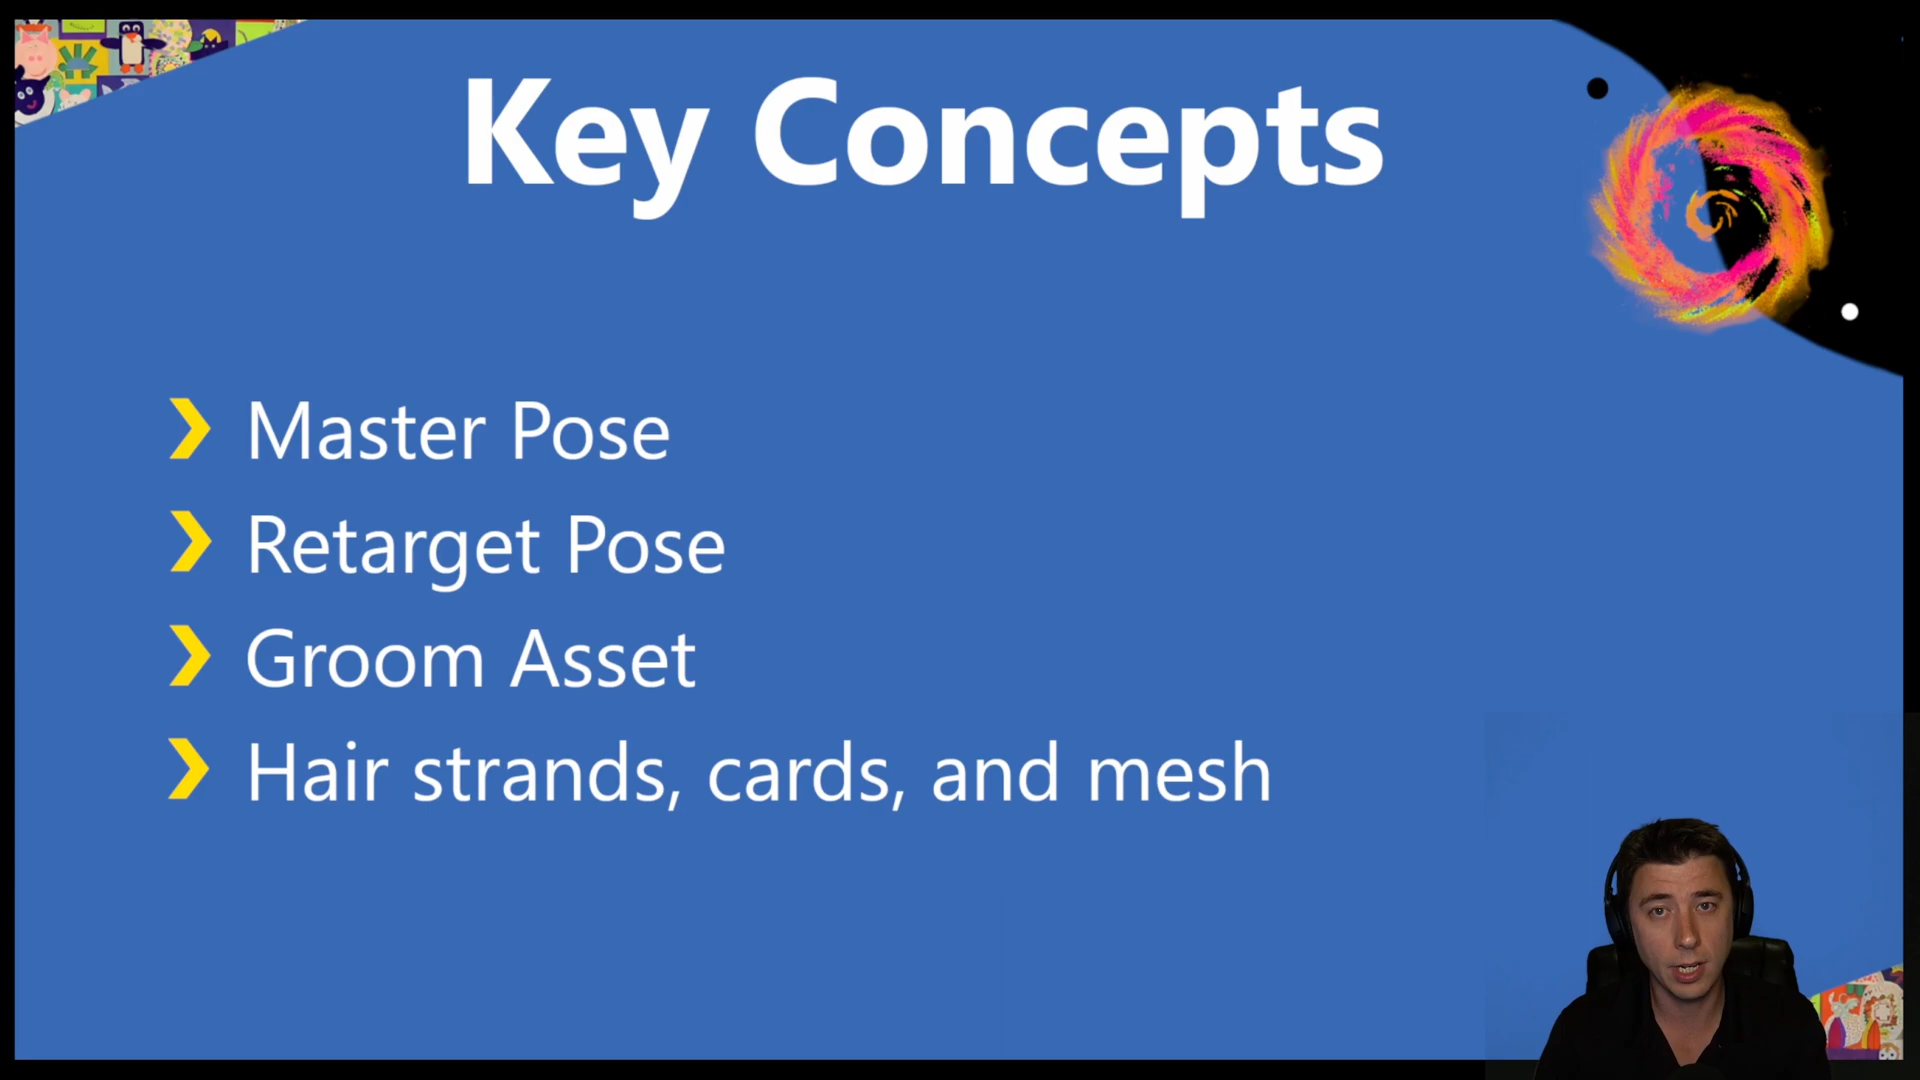 Key Concepts
Master Pose
Retarget Pose
Groom Asset
Hair strands, cards, and mesh